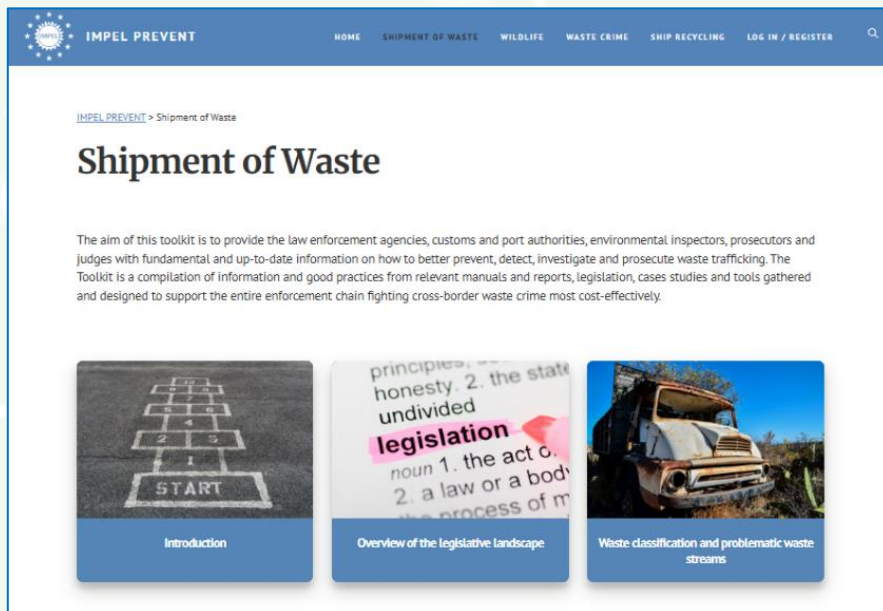 IMPEL
IMPEL PREVENT
HOME
SHIPMENT OF WASTE
WILDLIFE
WASTE CRIME
SHIP RECYCLING
LOG IN / REGISTER
IMPEL PREVENT > Shipment of Waste
Shipment of Waste
The aim of this toolkit is to provide the law enforcement agencies, customs and port authorities, environmental inspectors, prosecutors and
judges with fundamental and up-to-date information on how to better prevent, detect, investigate and prosecute waste trafficking. The
Toolkit is a compilation of information and good practices from relevant manuals and reports, legislation, cases studies and tools gathered
and designed to support the entire enforcement chain fighting cross-border waste crime most cost-effectively.
10
4
2
1
START
principles,
honesty. 2. the state
undivided
legislation
noun 1. the act o
2. a law or a body
process of m
Introduction
Overview of the legislative landscape
Waste classification and problematic waste
streams